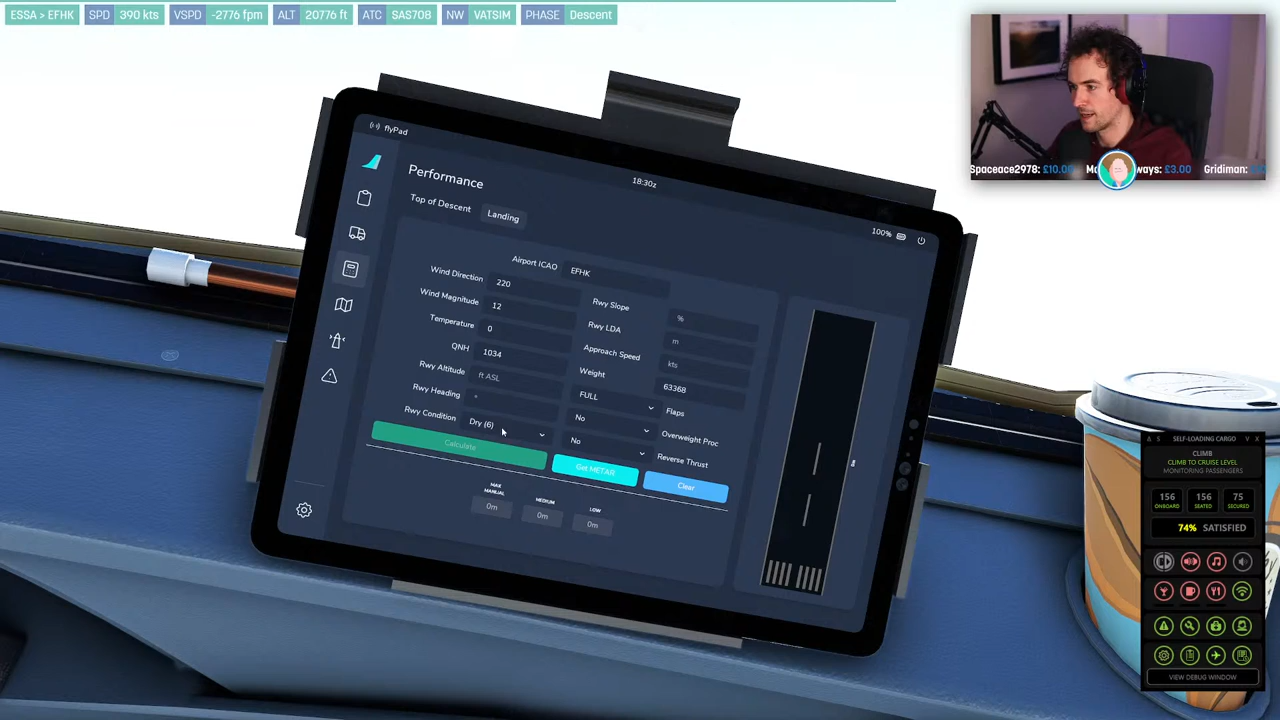 ESSA > EFHK SPD 390 kts VSPD -2776 fpm ALT 20776 ft ATC SAS708 NW VATSIM PHASE Descent
Spaceace2978: £10.00 ways: £3.00 Gridiman:
flyPad
18:30z
100%
Performance
Top of Descent Landing
Airport ICAO EFHK
Wind Direction 220
Wind Magnitude 12
Temperature 0
QNH 1034
Rwy Altitude ft ASL
Rwy Heading °
Rwy Condition Dry (6)
Rwy Slope %
Rwy LDA m
Approach Speed kts
Weight 63368
FULL Flaps
No Overweight Proc
No Reverse Thrust
Calculate Get METAR Clear
MAX MANUAL MEDIUM LOW
0m 0m 0m
A S SELF-LOADING CARGO V X
CLIMB
CLIMB TO CRUISE LEVEL
MONITORING PASSENGERS
156 156 75
ONBOARD SEATED SECURED
74% SATISFIED
VIEW DEBUG WINDOW